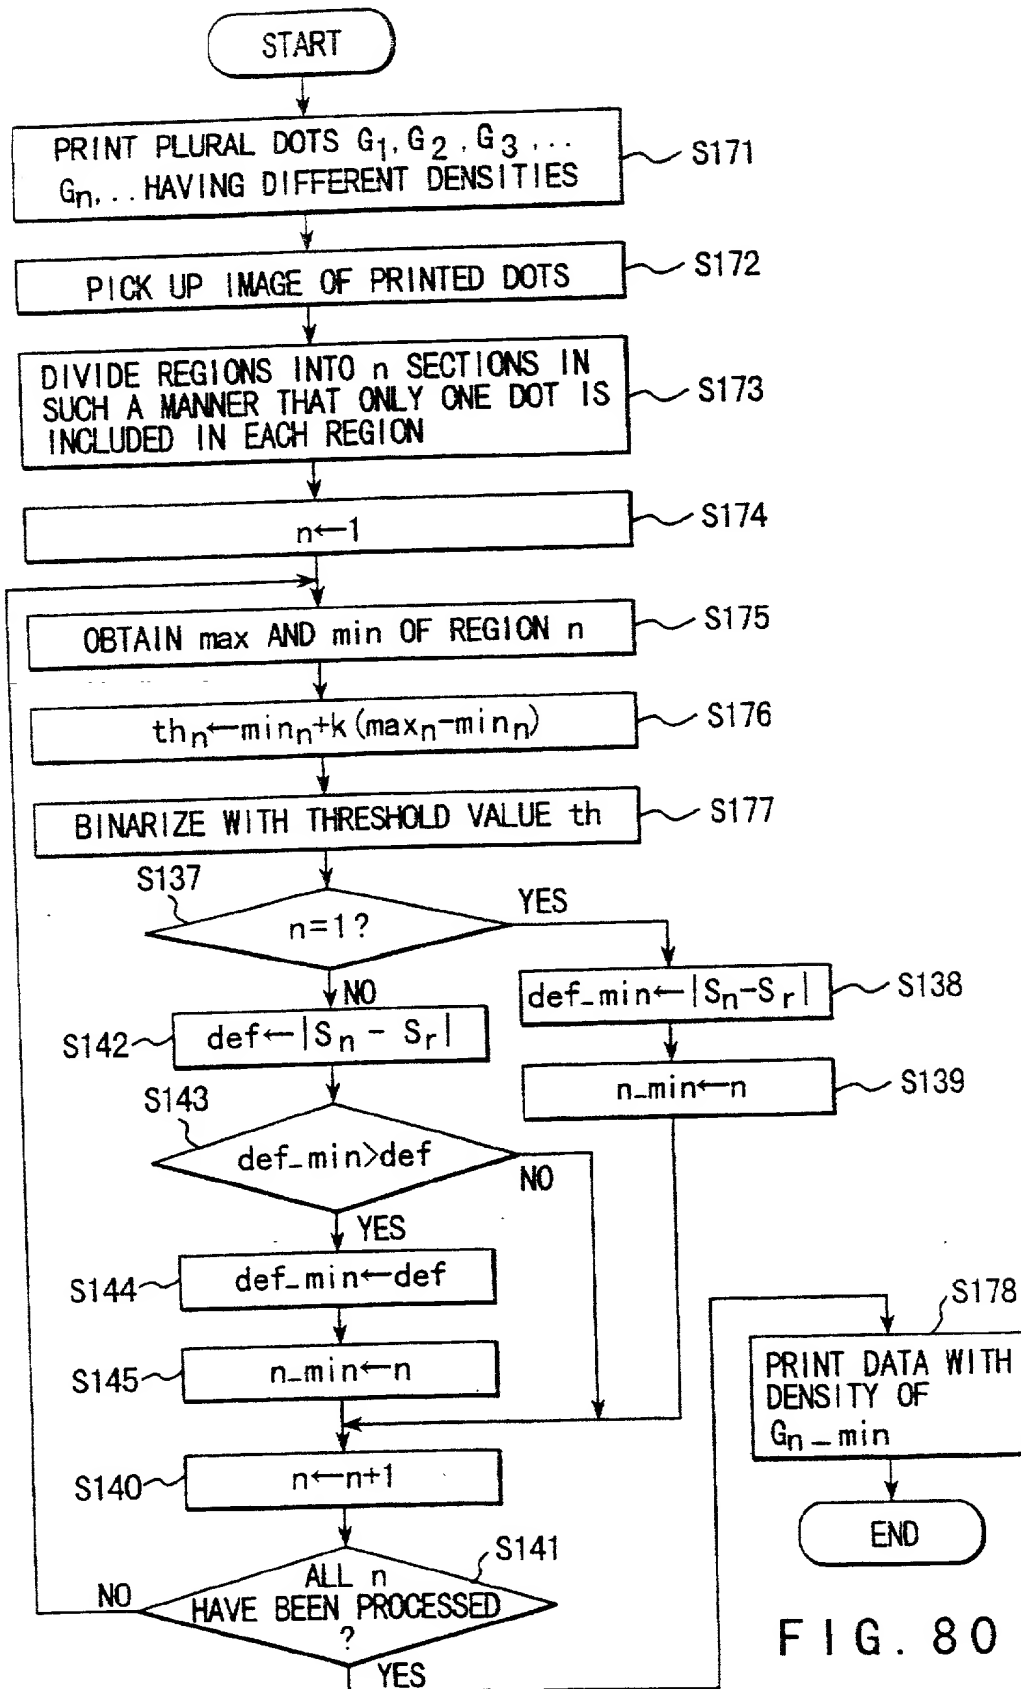 START
PRINT PLURAL DOTS G1, G2, G3...
Gn,... HAVING DIFFERENT DENSITIES
S171
PICK UP IMAGE OF PRINTED DOTS
S172
DIVIDE REGIONS INTO n SECTIONS IN
SUCH A MANNER THAT ONLY ONE DOT IS
INCLUDED IN EACH REGION
S173
n←1
S174
OBTAIN max AND min OF REGION n
S175
thn←minn+k(maxn-minn)
S176
BINARIZE WITH THRESHOLD VALUE th
S177
S137
n=1?
YES
NO
def_min←|Sn-Sr|
S138
S142
def←|Sn - Sr|
n_min←n
S139
S143
def_min>def
NO
YES
S144
def_min←def
S145
n_min←n
S178
PRINT DATA WITH
DENSITY OF
Gn_min
S140
n←n+1
END
S141
ALL n
HAVE BEEN PROCESSED
?
NO
YES
FIG. 80